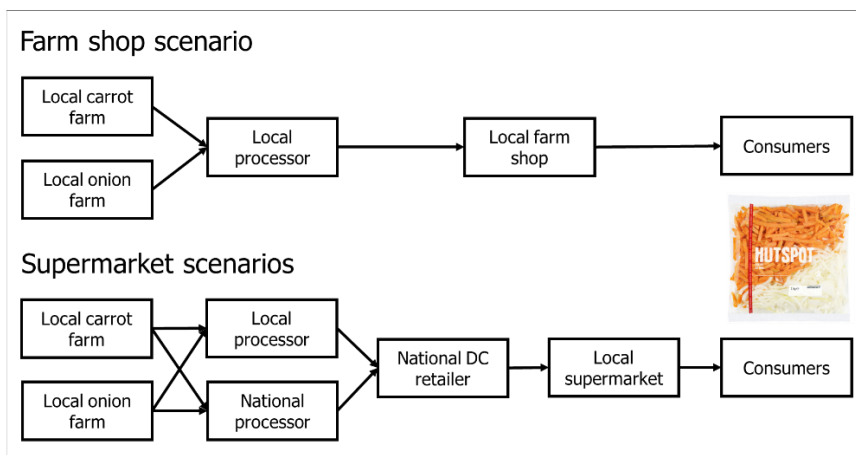 Farm shop scenario
Local carrot
farm
Local
processor
Local farm
shop
Consumers
Local onion
farm
HUTSPOT
Supermarket scenarios
Local carrot
farm
Local
processor
National DC
retailer
Local
supermarket
Consumers
Local onion
farm
National
processor